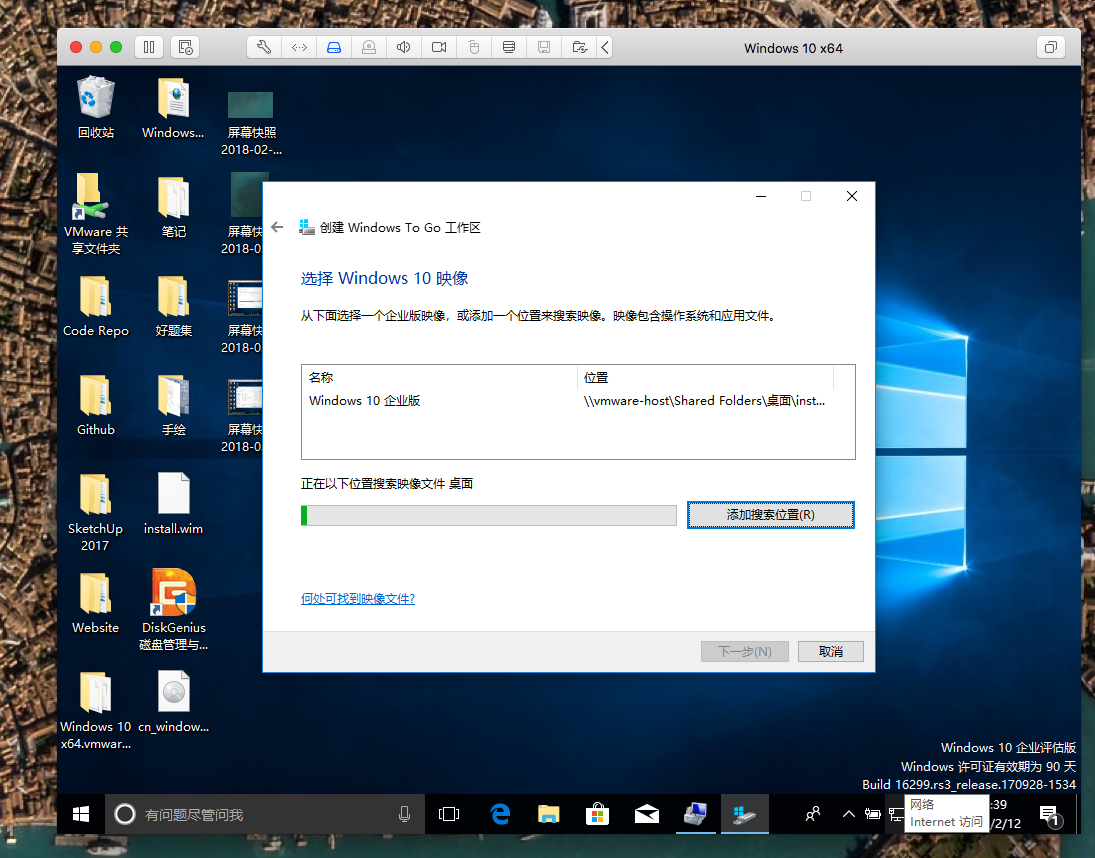 Windows 10 x64
回收站
Windows...
屏幕快照
2018-02-...
VMware 共
享文件夹
笔记
屏幕快
2018-0
Code Repo
好题集
屏幕快
2018-0
Github
手绘
屏幕快
2018-0
SketchUp
2017
install.wim
Website
DiskGenius
磁盘管理与...
Windows 10
x64.vmwar...
cn_window...
创建 Windows To Go 工作区
选择 Windows 10 映像
从下面选择一个企业版映像，或添加一个位置来搜索映像。映像包含操作系统和应用文件。
名称 位置
Windows 10 企业版 \\vmware-host\Shared Folders\桌面\inst...
正在以下位置搜索映像文件 桌面
添加搜索位置(R)
何处可找到映像文件?
下一步(N) 取消
Windows 10 企业评估版
Windows 许可证有效期为 90 天
Build 16299.rs3_release.170928-1534
有问题尽管问我
网络
Internet 访问
:39
/2/12
1